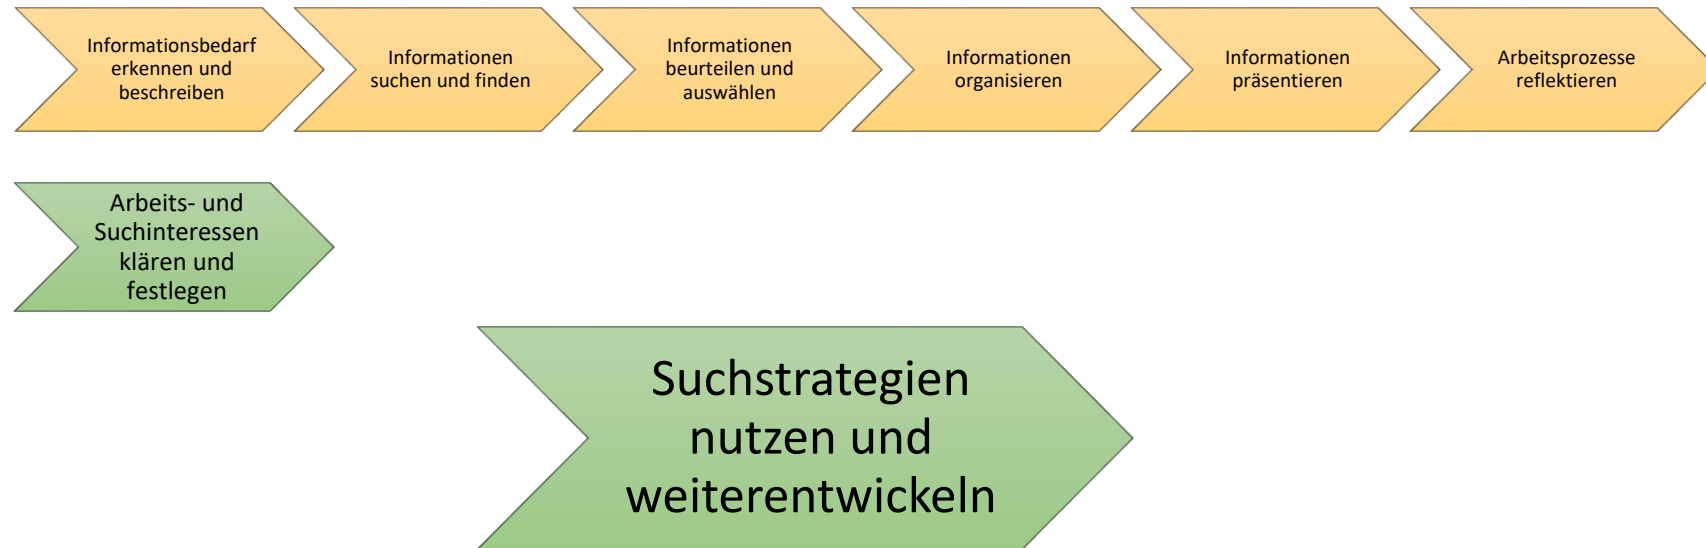 Informationsbedarf
erkennen und
beschreiben
Informationen
suchen und finden
Informationen
beurteilen und
auswählen
Informationen
organisieren
Informationen
präsentieren
Arbeitsprozesse
reflektieren
Arbeits- und
Suchinteressen
klären und
festlegen
Suchstrategien
nutzen und
weiterentwickeln